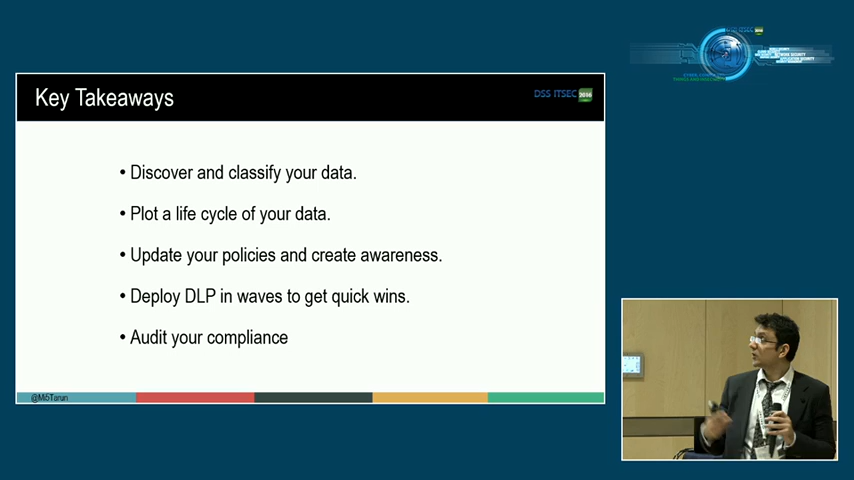 Key Takeaways
DSS ITSEC 2016
• Discover and classify your data.
• Plot a life cycle of your data.
• Update your policies and create awareness.
• Deploy DLP in waves to get quick wins.
• Audit your compliance
@Mi5Tarun